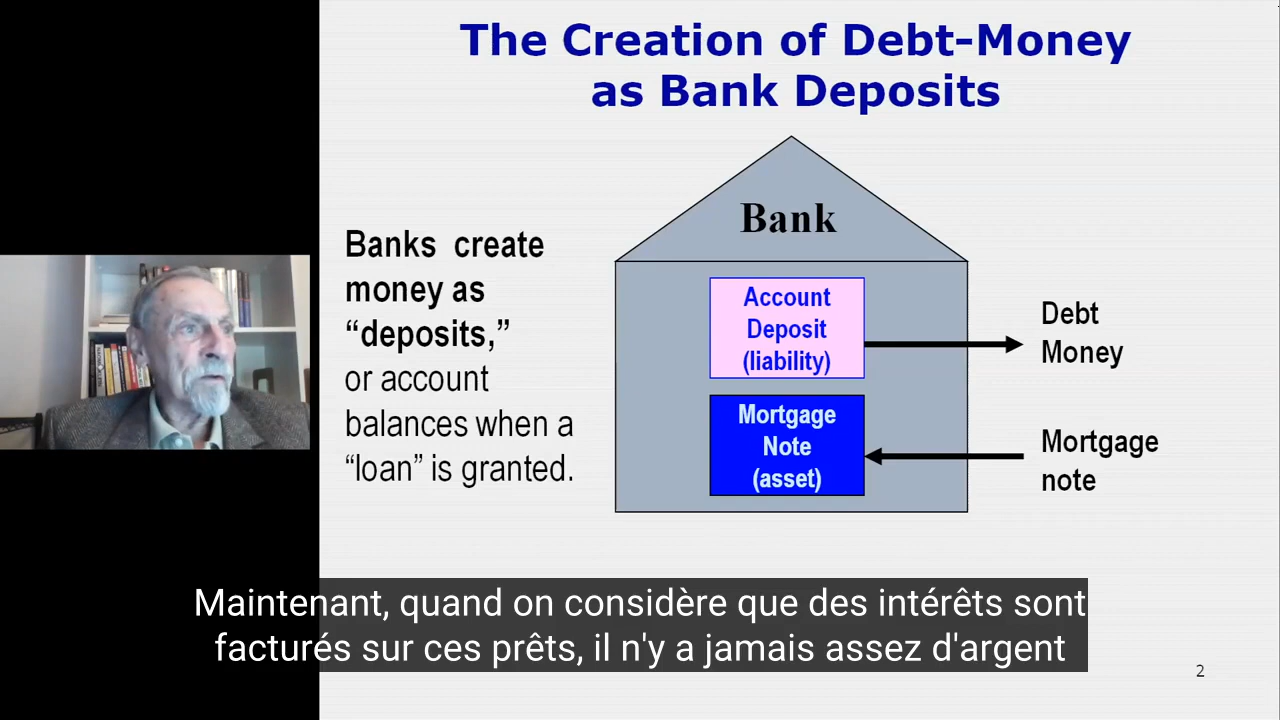 The Creation of Debt-Money
as Bank Deposits
Banks create
money as
“deposits,”
or account
balances when a
“loan” is granted.
Bank
Account
Deposit
(liability)
Mortgage
Note
(asset)
Debt
Money
Mortgage
note
Maintenant, quand on considère que des intérêts sont
facturés sur ces prêts, il n'y a jamais assez d'argent
2